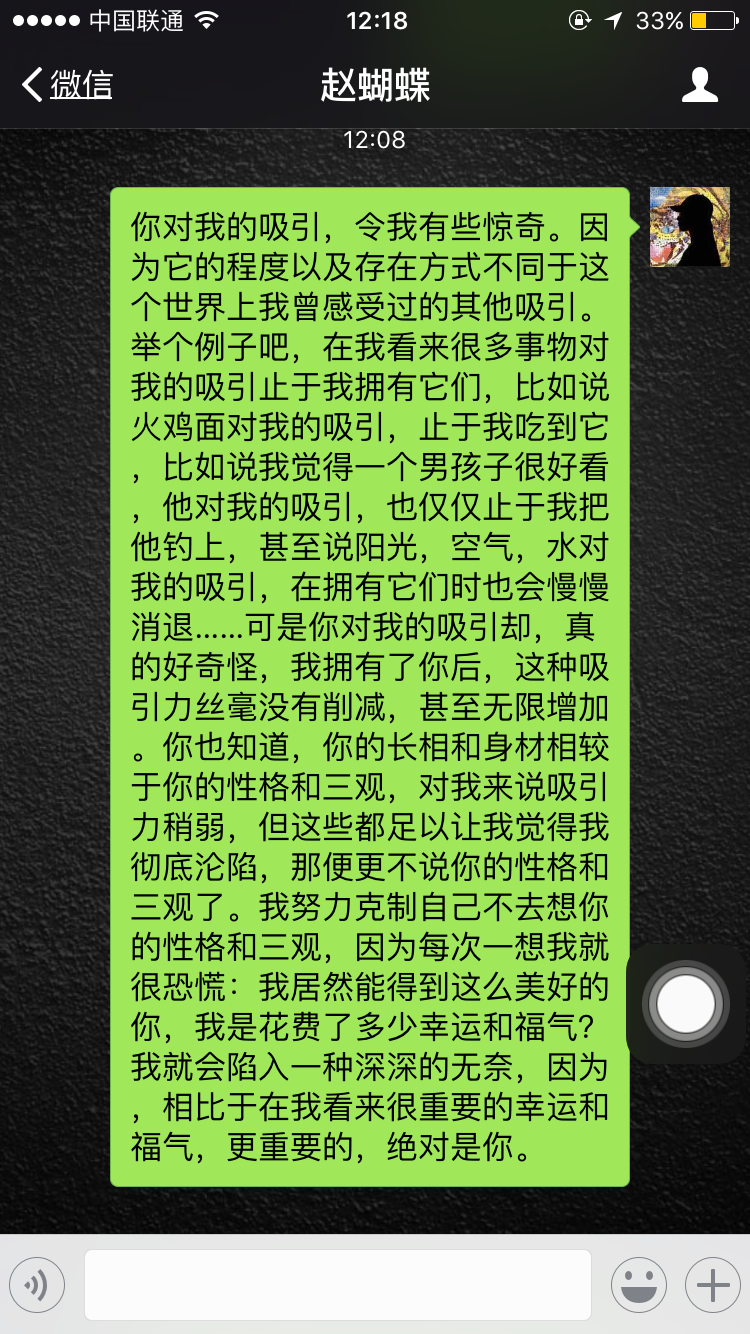 中国联通
12:18
33%
微信
赵蝴蝶
12:08
你对我的吸引，令我有些惊奇。因
为它的程度以及存在方式不同于这
个世界上我曾感受过的其他吸引。
举个例子吧，在我看来很多事物对
我的吸引止于我拥有它们，比如说
火鸡面对我的吸引，止于我吃到它
，比如说我觉得一个男孩子很好看
，他对我的吸引，也仅仅止于我把
他钓上，甚至说阳光，空气，水对
我的吸引，在拥有它们时也会慢慢
消退......可是你对我的吸引却，真
的好奇怪，我拥有了你后，这种吸
引力丝毫没有削减，甚至无限增加
。你也知道，你的长相和身材相较
于你的性格和三观，对我来说吸引
力稍弱，但这些都足以让我觉得我
彻底沦陷，那便更不说你的性格和
三观了。我努力克制自己不去想你
的性格和三观，因为每次一想我就
很恐慌：我居然能得到这么美好的
你，我是花费了多少幸运和福气？
我就会陷入一种深深的无奈，因为
，相比于在我看来很重要的幸运和
福气，更重要的，绝对是你。